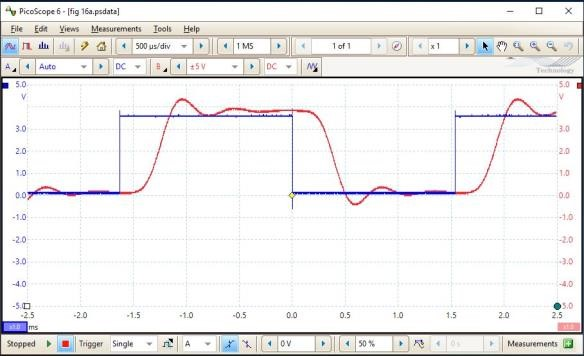 PicoScope 6 - [fig 16a.psdata]
File Edit Views Measurements Tools Help
500 µs/div 1 MS 1 of 1 x 1
A Auto DC B ±5 V DC
Technology
5.0 5.0
V V
4.0 4.0
3.0 3.0
2.0 2.0
1.0 1.0
0.0 0.0
-1.0 -1.0
-2.0 -2.0
-3.0 -3.0
-4.0 -4.0
-5.0 -5.0
-2.5 -2.0 -1.5 -1.0 -0.5 0.0 0.5 1.0 1.5 2.0 2.5
x1.0 ms x1.0
Stopped Trigger Single A 0 V 50 % 0 s Measurements